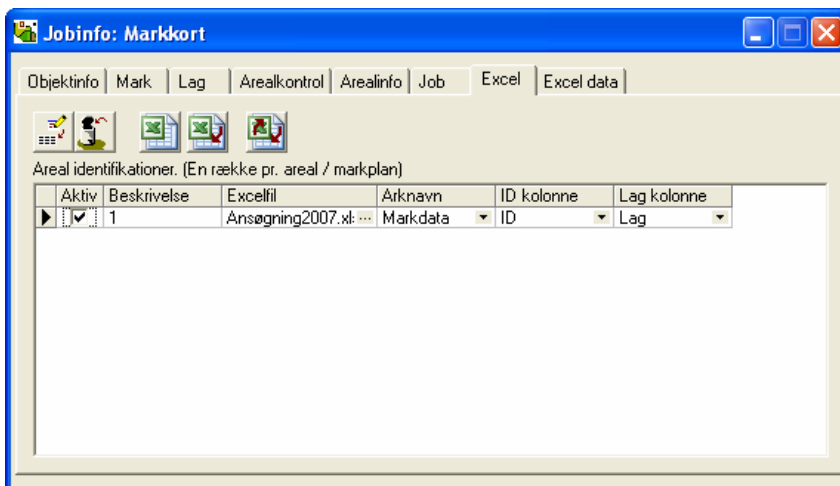 Jobinfo: Markkort
Objektinfo Mark Lag Arealkontrol Arealinfo Job Excel Excel data
Areal identifikationer. (En række pr. areal / markplan)
Aktiv Beskrivelse Excelfil Arknavn ID kolonne Lag kolonne
1 Ansøgning2007.xl: ... Markdata ID Lag